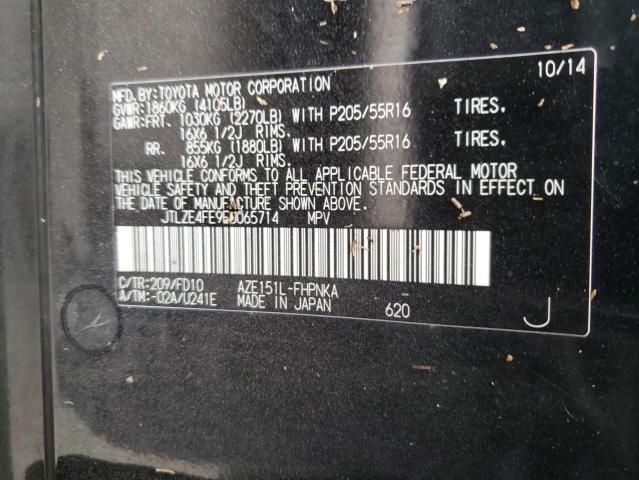 MFD.BY:TOYOTA MOTOR CORPORATION 10/14
GVWR:1860KG (4105LB)
GAWR:FRT. 1030KG (2270LB) WITH P205/55R16 TIRES.
16X6 1/2J RIMS.
RR. 855KG (1880LB) WITH P205/55R16 TIRES.
16X6 1/2J RIMS.
THIS VEHICLE CONFORMS TO ALL APPLICABLE FEDERAL MOTOR
VEHICLE SAFETY AND THEFT PREVENTION STANDARDS IN EFFECT ON
THE DATE OF MANUFACTURE SHOWN ABOVE.
MPV
C/TR:209/FD10 AZE151L-FHPNKA -
A/TM:-02A/U241E MADE IN JAPAN 620 J